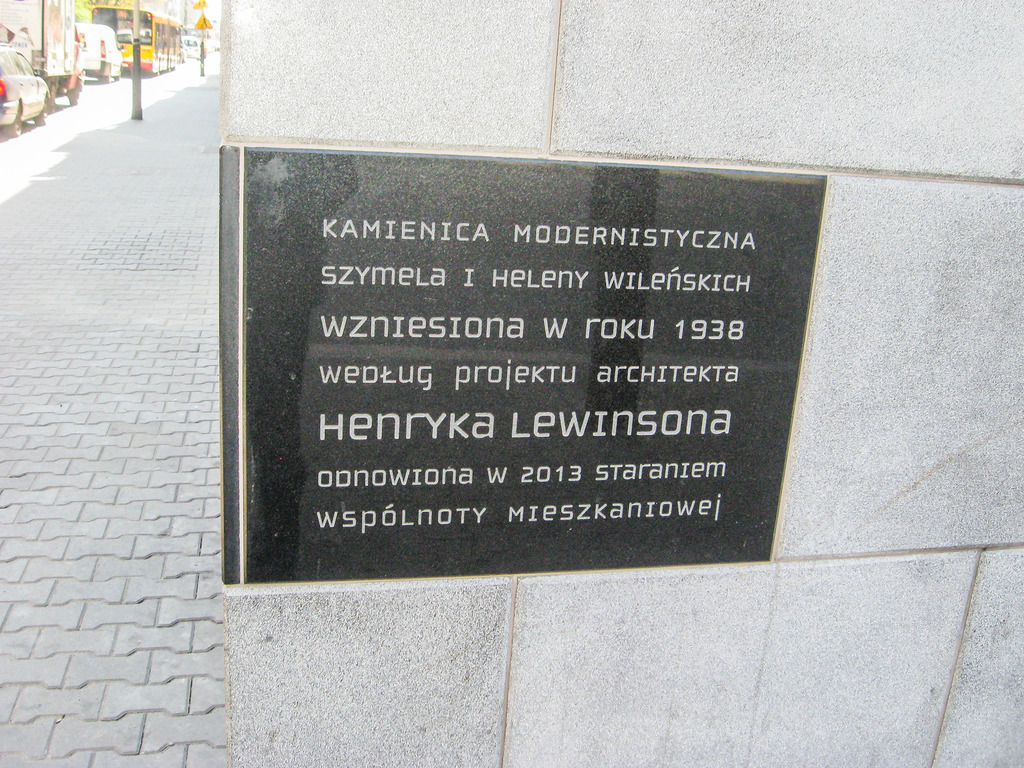 KAMIENICA MODERNISTYCZNA
SZYMELA I HELENY WILEŃSKICH
WZNIESIONA W ROKU 1938
WEDŁUG PROJEKTU ARCHITEKTA
HENRYKA LEWINSONA
ODNOWIONA W 2013 STARANIEM
WSPÓLNOTY MIESZKANIOWEJ